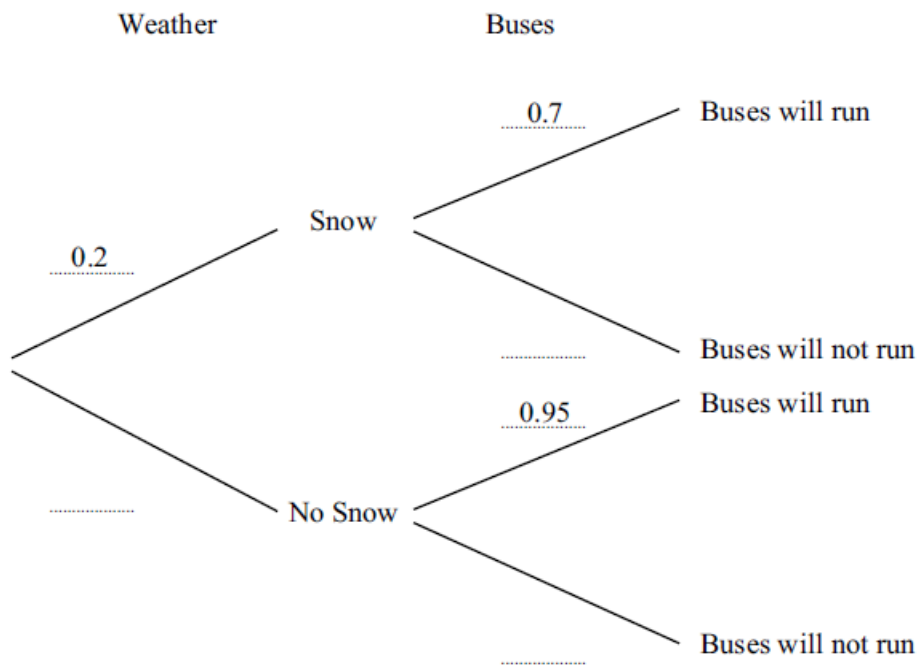 Weather Buses
0.7 Buses will run
Snow
0.2
Buses will not run
0.95 Buses will run
No Snow
Buses will not run